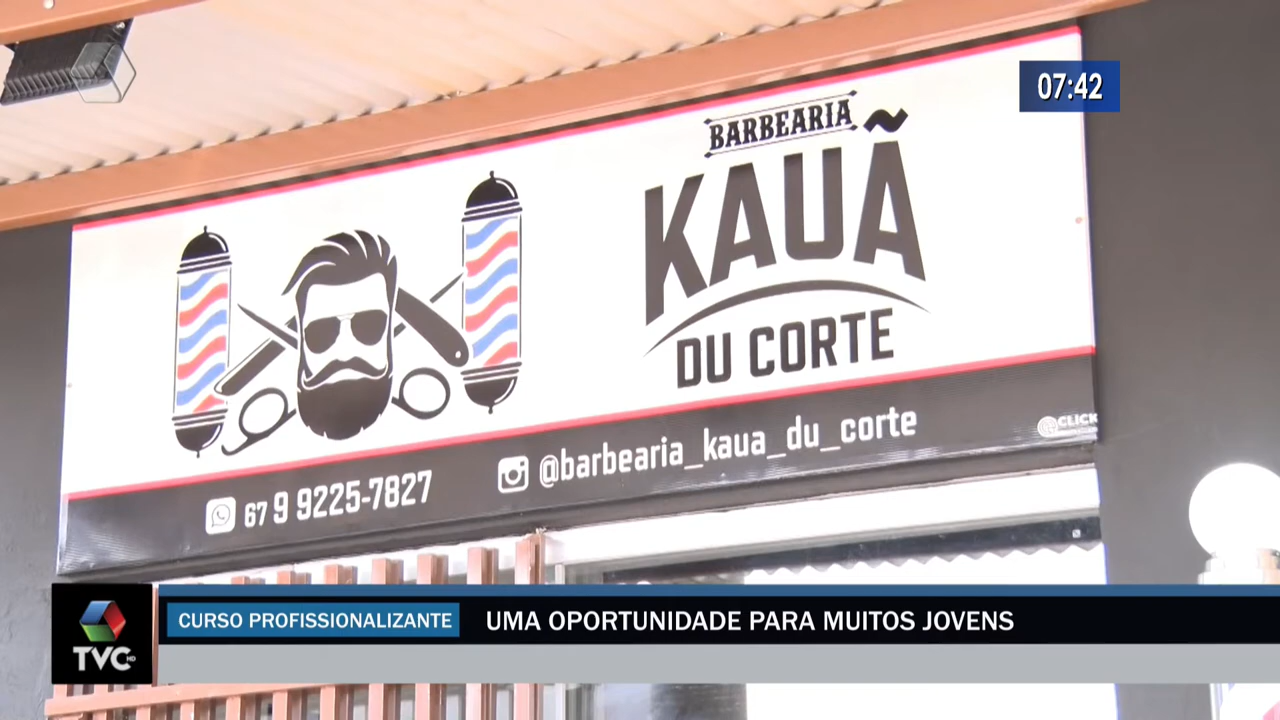 07:42
BARBEARIA
KAUÃ
DU CORTE
67 9 9225-7827
@barbearia_kaua_du_corte
CLICK
CURSO PROFISSIONALIZANTE
UMA OPORTUNIDADE PARA MUITOS JOVENS
TVC HD